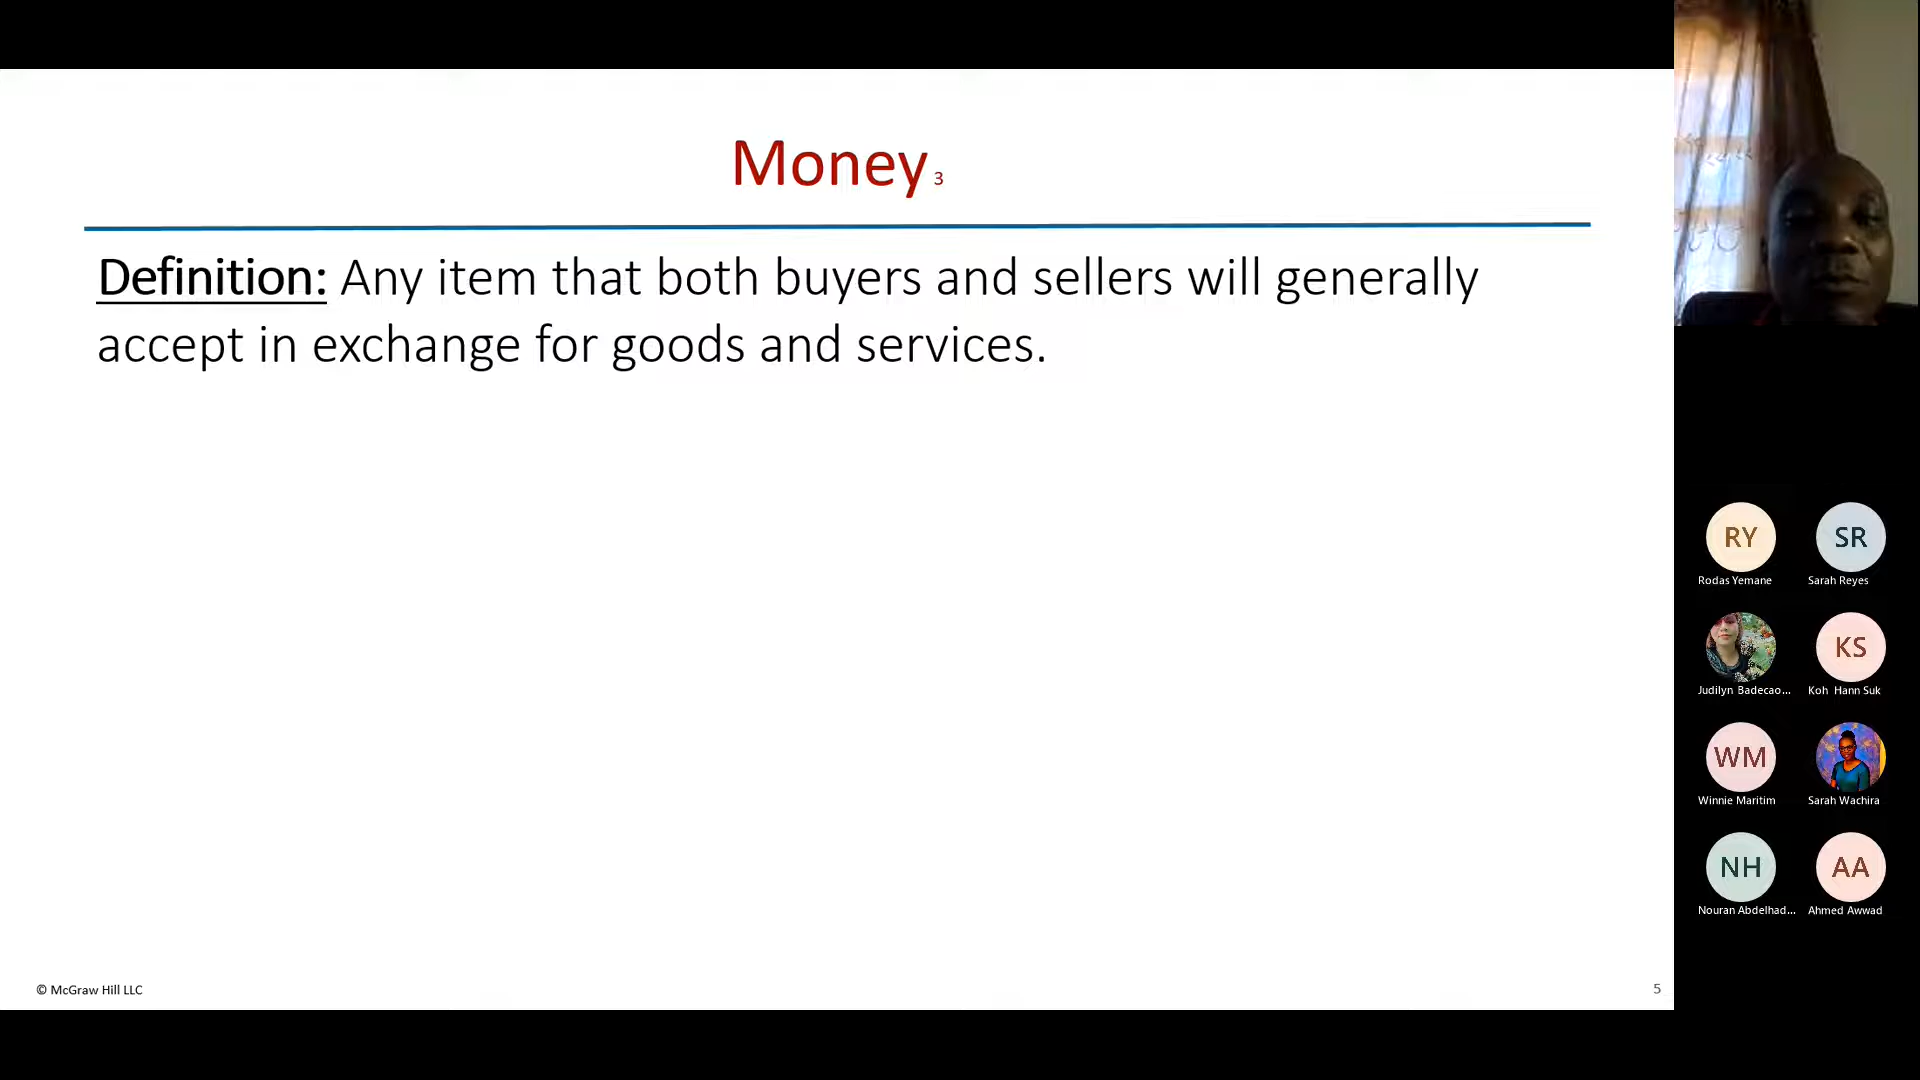 Money 3
Definition: Any item that both buyers and sellers will generally
accept in exchange for goods and services.
© McGraw Hill LLC
5
RY
Rodas Yemane
SR
Sarah Reyes
Judilyn Badecao...
KS
Koh Hann Suk
WM
Winnie Maritim
Sarah Wachira
NH
Nouran Abdelhad...
AA
Ahmed Awwad